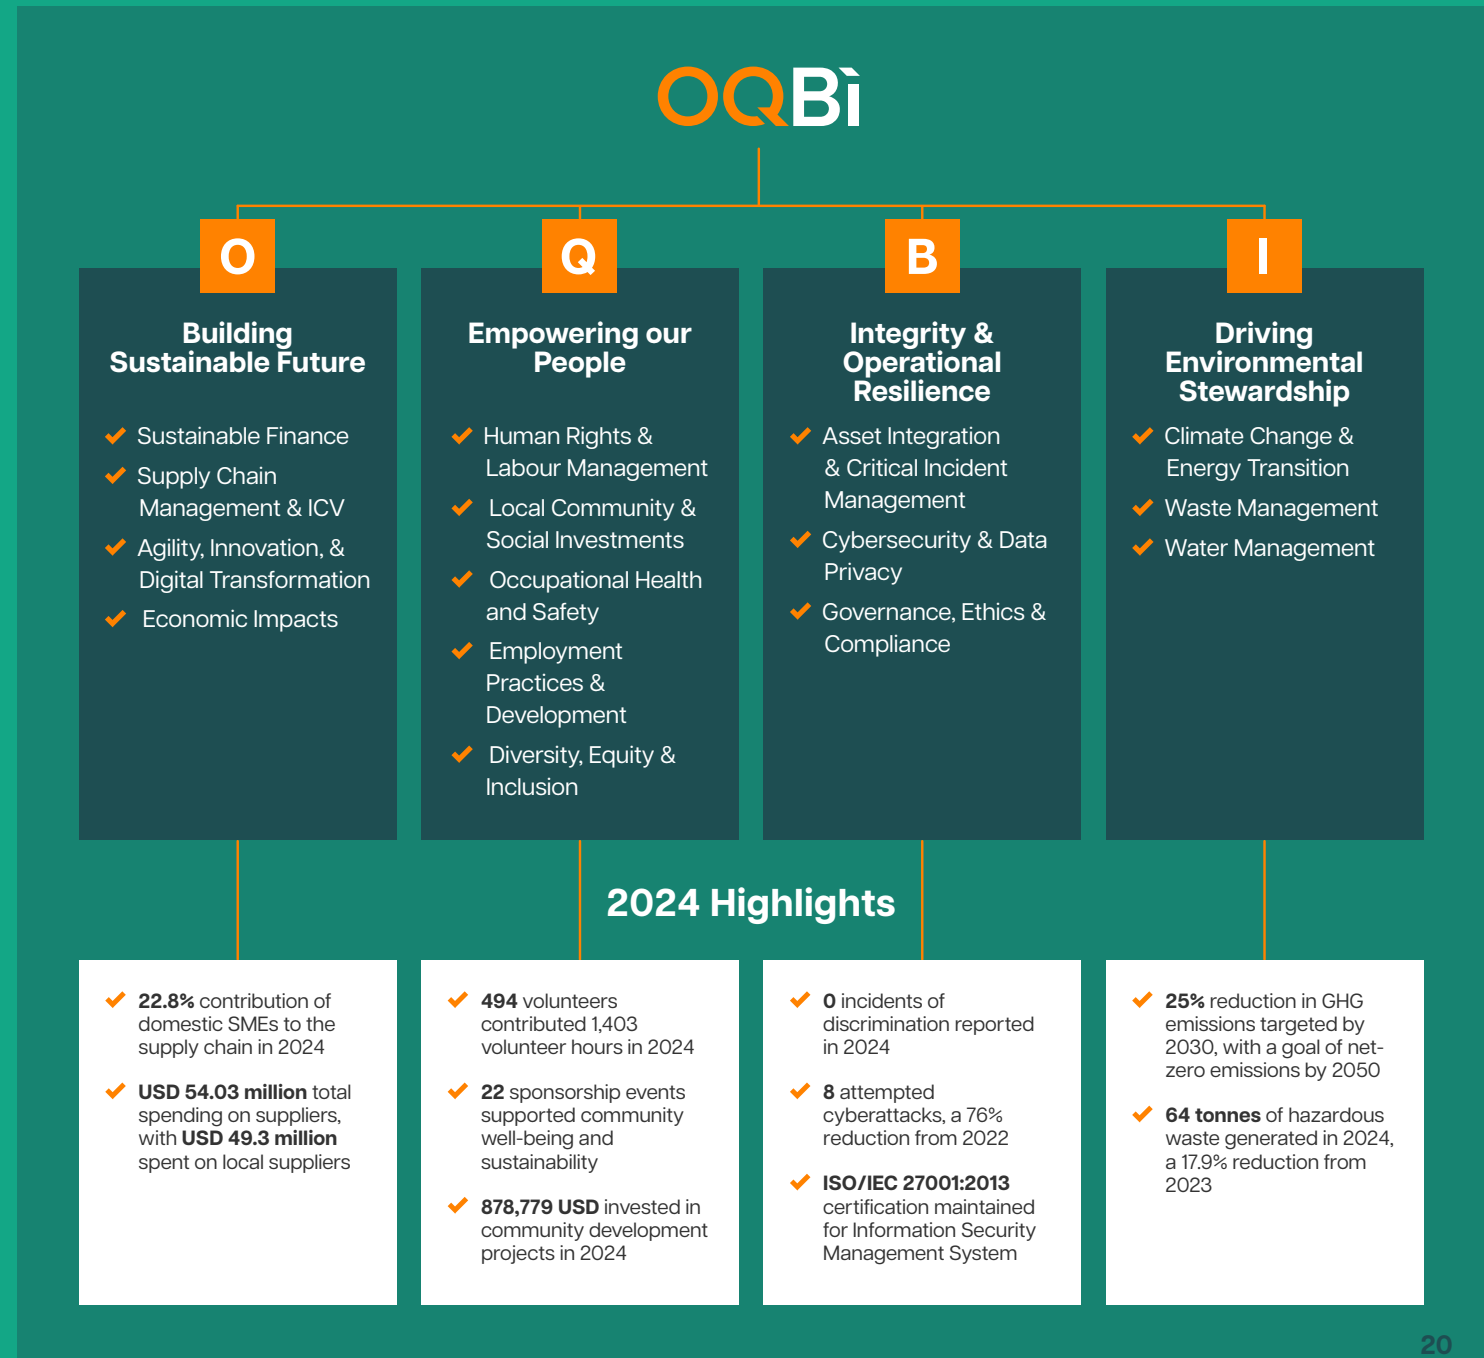 OQBì
O
Building
Sustainable Future
Sustainable Finance
Supply Chain
Management & ICV
Agility, Innovation, &
Digital Transformation
Economic Impacts
Q
Empowering our
People
Human Rights &
Labour Management
Local Community &
Social Investments
Occupational Health
and Safety
Employment
Practices &
Development
Diversity, Equity &
Inclusion
B
Integrity &
Operational
Resilience
Asset Integration
& Critical Incident
Management
Cybersecurity & Data
Privacy
Governance, Ethics &
Compliance
I
Driving
Environmental
Stewardship
Climate Change &
Energy Transition
Waste Management
Water Management
2024 Highlights
22.8% contribution of
domestic SMEs to the
supply chain in 2024
USD 54.03 million total
spending on suppliers,
with USD 49.3 million
spent on local suppliers
494 volunteers
contributed 1,403
volunteer hours in 2024
22 sponsorship events
supported community
well-being and
sustainability
878,779 USD invested in
community development
projects in 2024
0 incidents of
discrimination reported
in 2024
8 attempted
cyberattacks, a 76%
reduction from 2022
ISO/IEC 27001:2013
certification maintained
for Information Security
Management System
25% reduction in GHG
emissions targeted by
2030, with a goal of net-
zero emissions by 2050
64 tonnes of hazardous
waste generated in 2024,
a 17.9% reduction from
2023
20